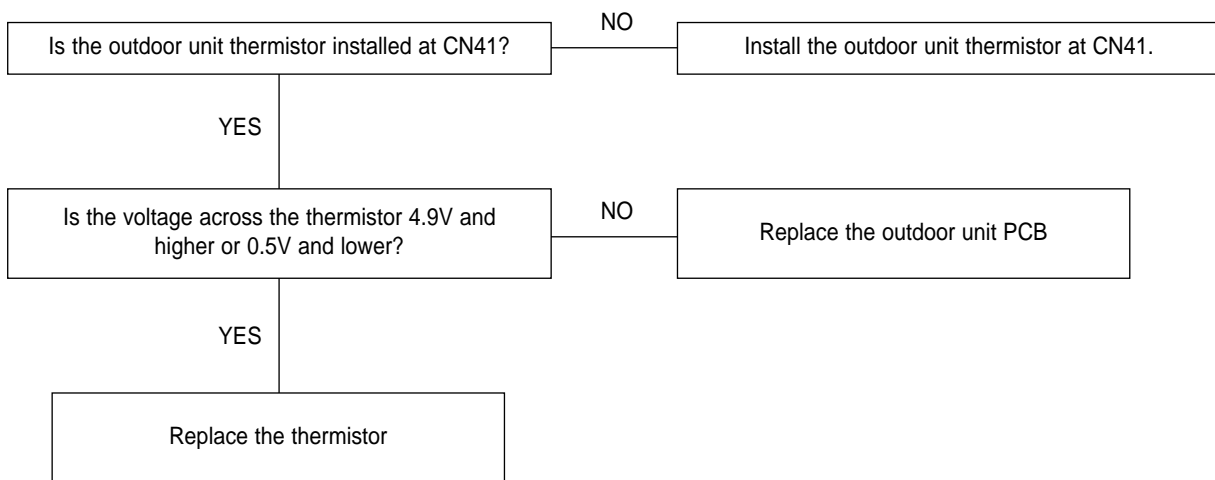 Is the outdoor unit thermistor installed at CN41?
NO
Install the outdoor unit thermistor at CN41.
YES
Is the voltage across the thermistor 4.9V and
higher or 0.5V and lower?
NO
Replace the outdoor unit PCB
YES
Replace the thermistor